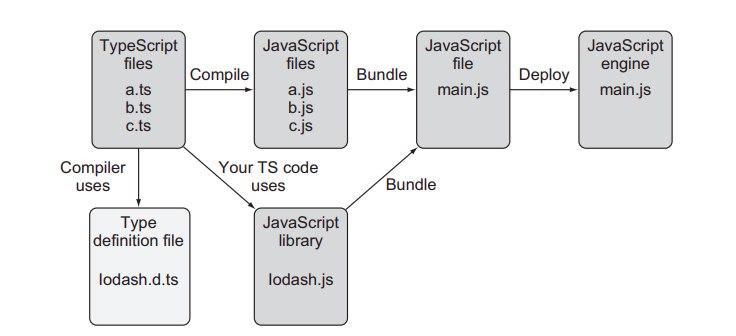 TypeScript
files
a.ts
b.ts
c.ts
Compile
JavaScript
files
a.js
b.js
c.js
Bundle
JavaScript
file
main.js
Deploy
JavaScript
engine
main.js
Compiler
uses
Your TS code
uses
Bundle
Type
definition file
lodash.d.ts
JavaScript
library
lodash.js